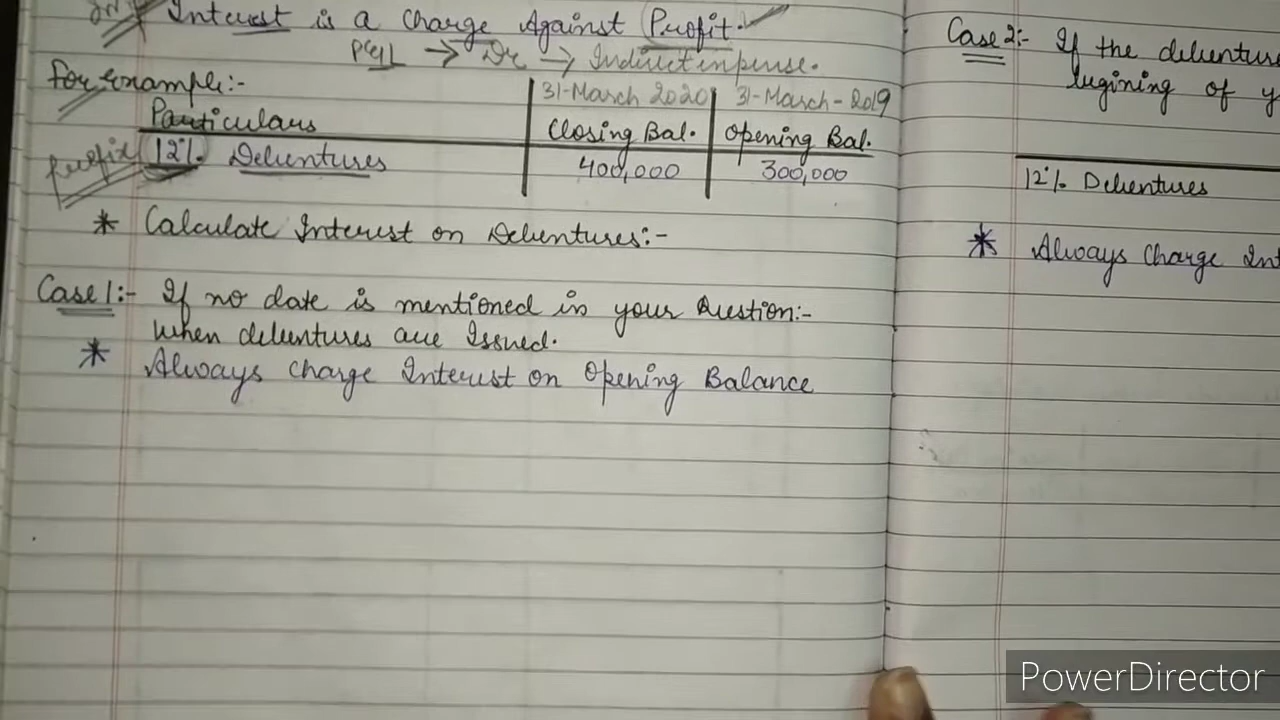 Interest is a Charge Against Profit.
P&L → Dr → Indirect expense.
For example:-
31-March 2020 31-March-2019
Particulars Closing Bal. Opening Bal.
Profit 12% Debentures 400,000 300,000
* Calculate Interest on Debentures:-
Case 1:- If no date is mentioned in your Question:-
when debentures are Issued.
* Always Charge Interest on Opening Balance
Case 2:- If the debenture
begining of y
12% Debentures
* Always Charge Int
PowerDirector